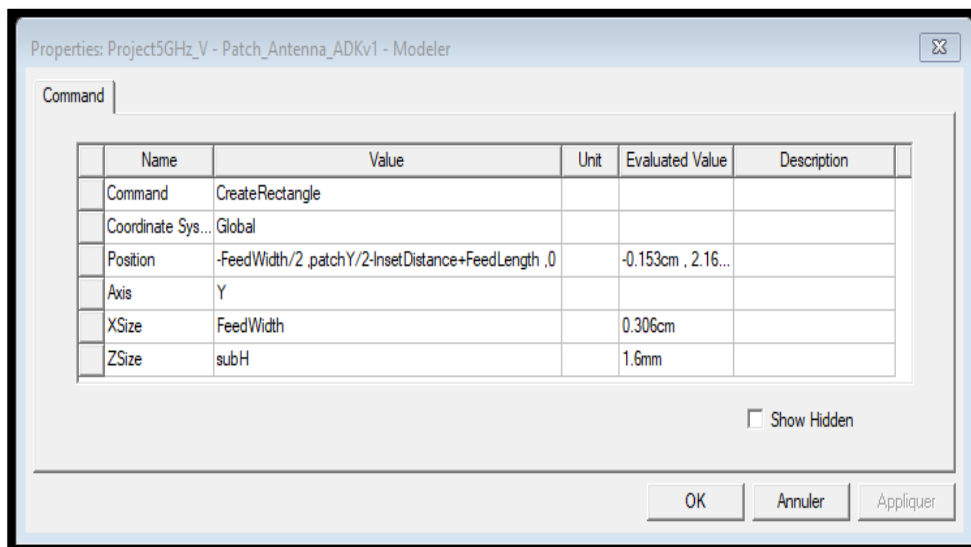 Properties: Project5GHz_V - Patch_Antenna_ADKv1 - Modeler
Command
Name Value Unit Evaluated Value Description
Command CreateRectangle
Coordinate Sys... Global
Position -FeedWidth/2 ,patchY/2-InsetDistance+FeedLength ,0 -0.153cm , 2.16...
Axis Y
XSize FeedWidth 0.306cm
ZSize subH 1.6mm
Show Hidden
OK Annuler Appliquer